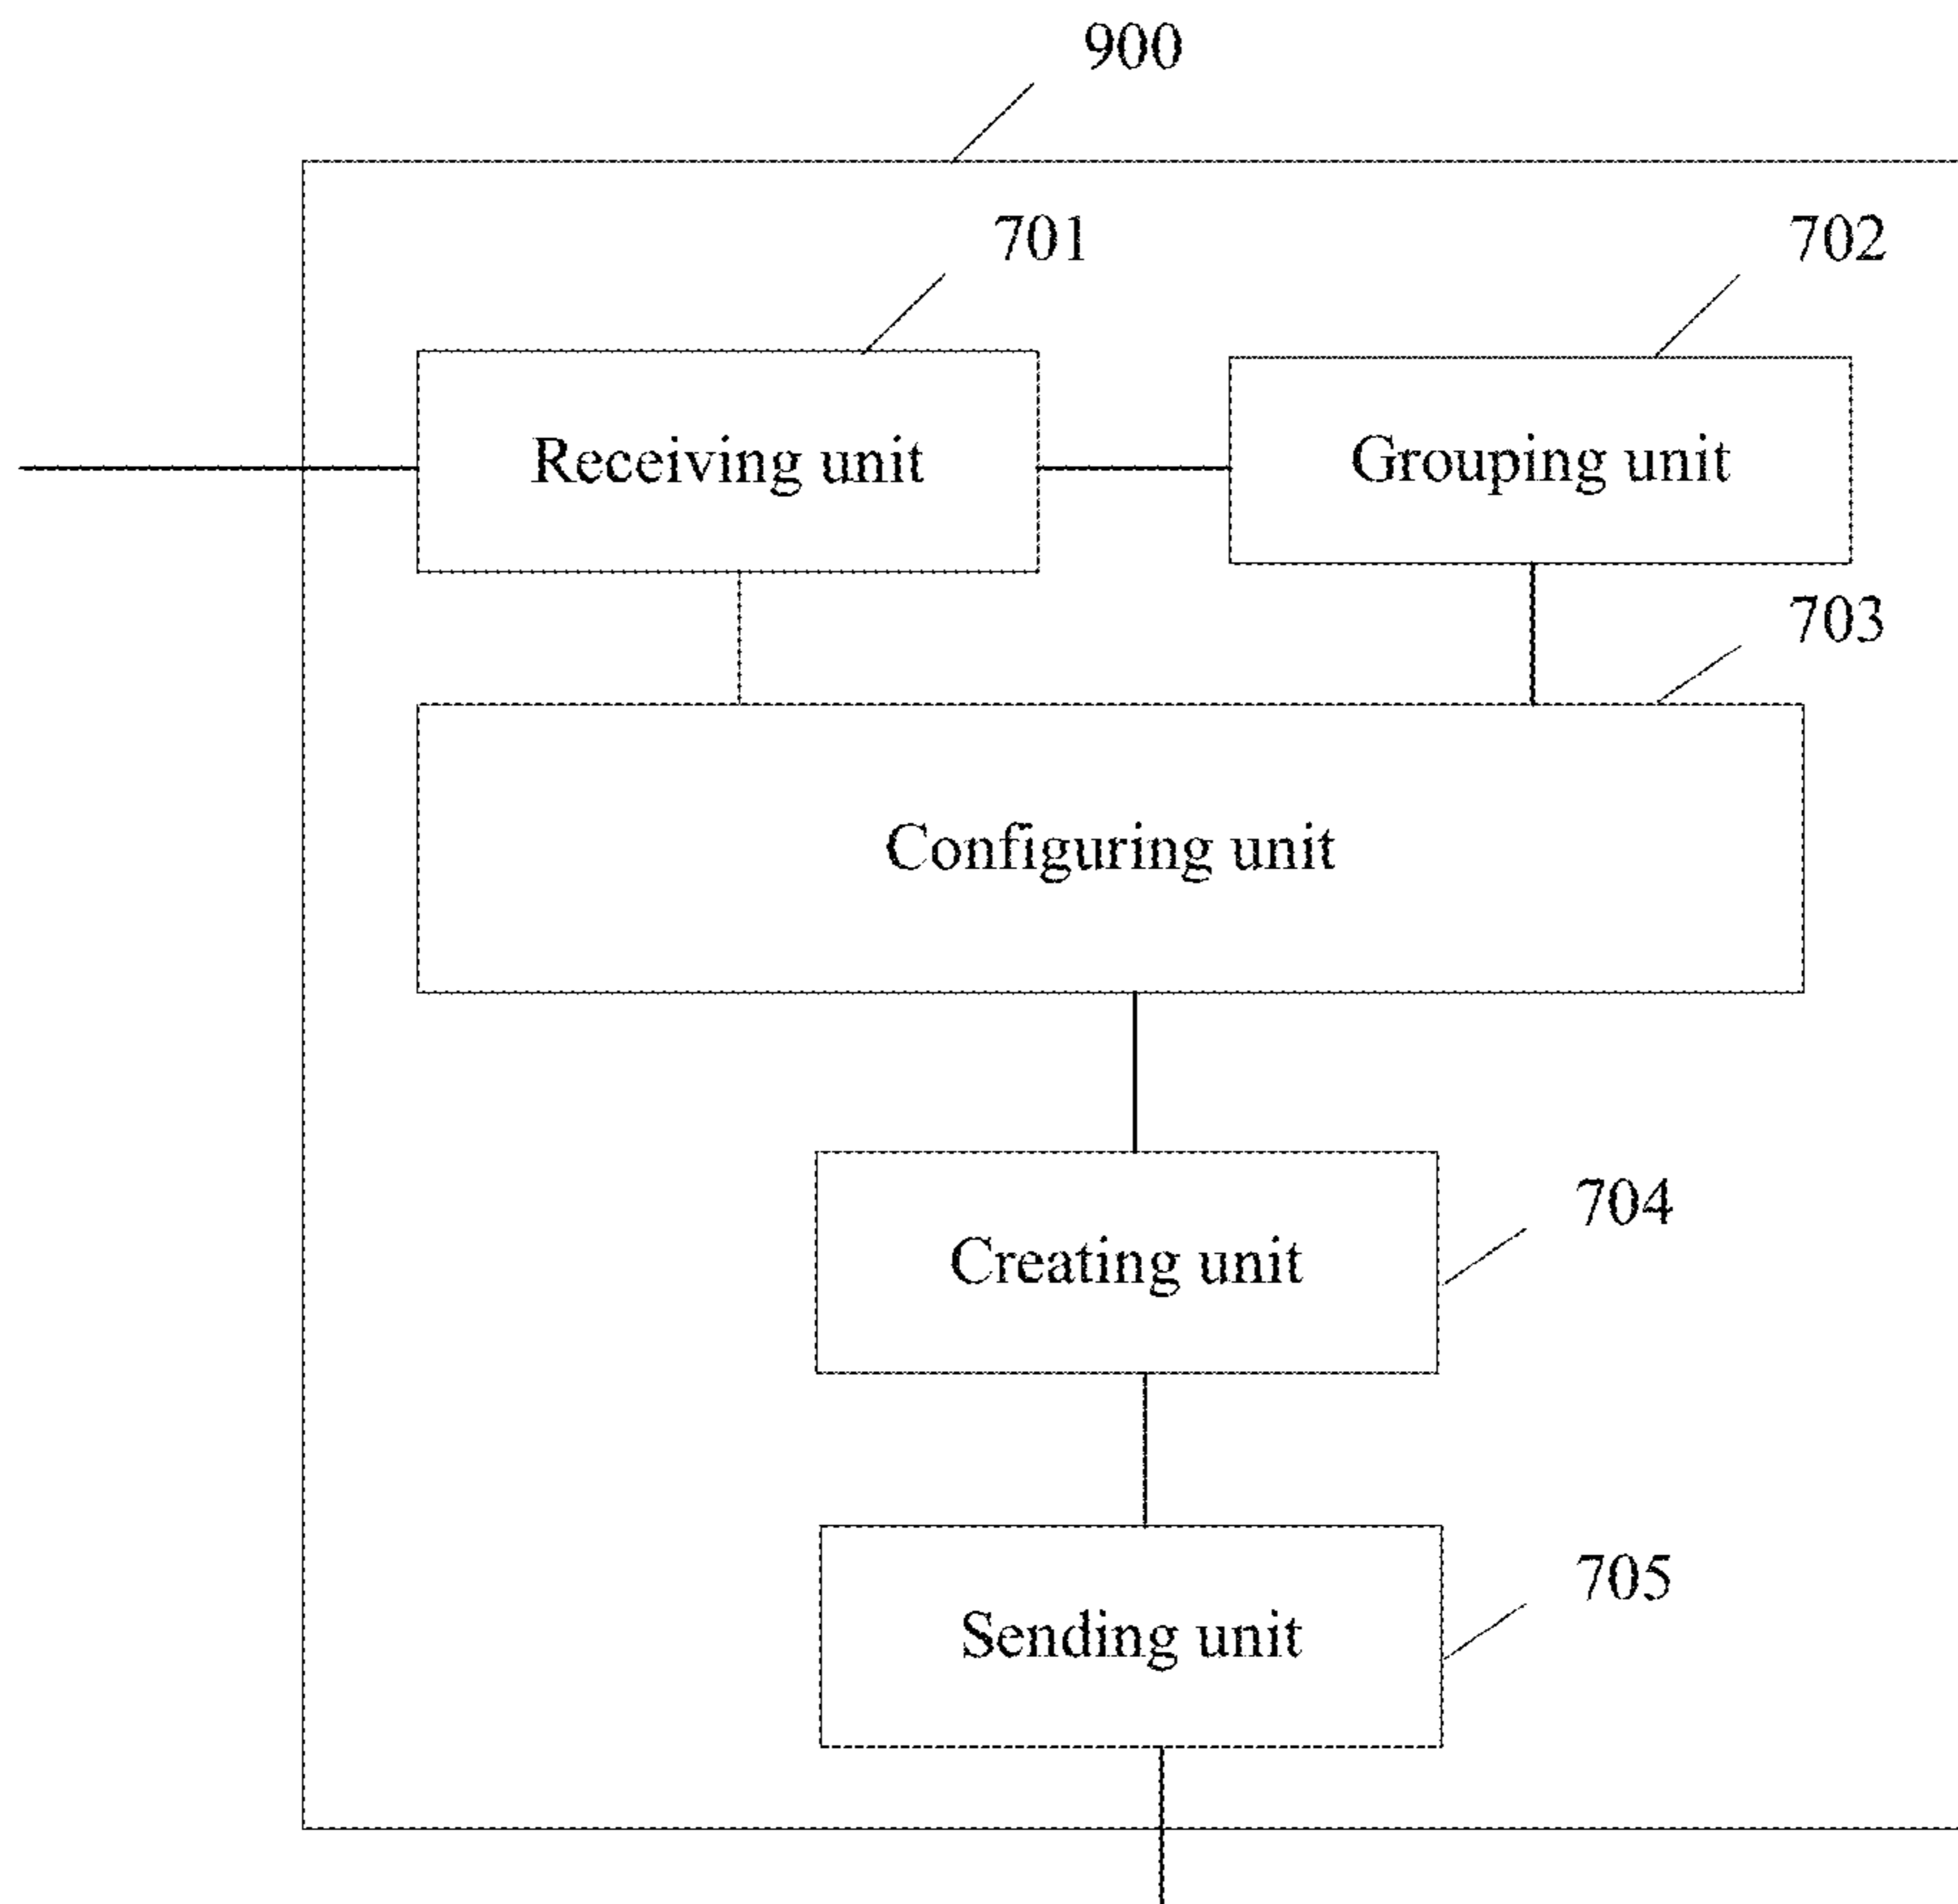 900
701
702
Receiving unit
Grouping unit
703
Configuring unit
704
Creating unit
705
Sending unit